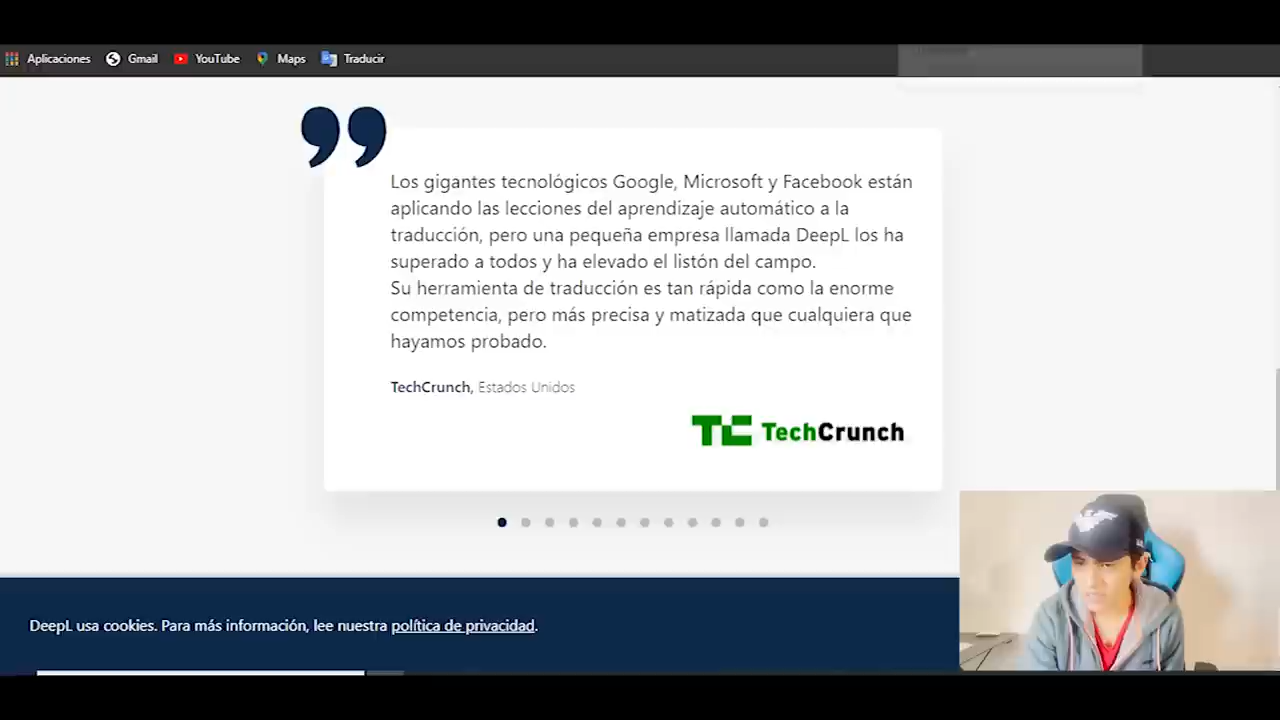 Aplicaciones Gmail YouTube Maps Traducir
Los gigantes tecnológicos Google, Microsoft y Facebook están
aplicando las lecciones del aprendizaje automático a la
traducción, pero una pequeña empresa llamada DeepL los ha
superado a todos y ha elevado el listón del campo.
Su herramienta de traducción es tan rápida como la enorme
competencia, pero más precisa y matizada que cualquiera que
hayamos probado.
TechCrunch, Estados Unidos
TC TechCrunch
DeepL usa cookies. Para más información, lee nuestra política de privacidad.